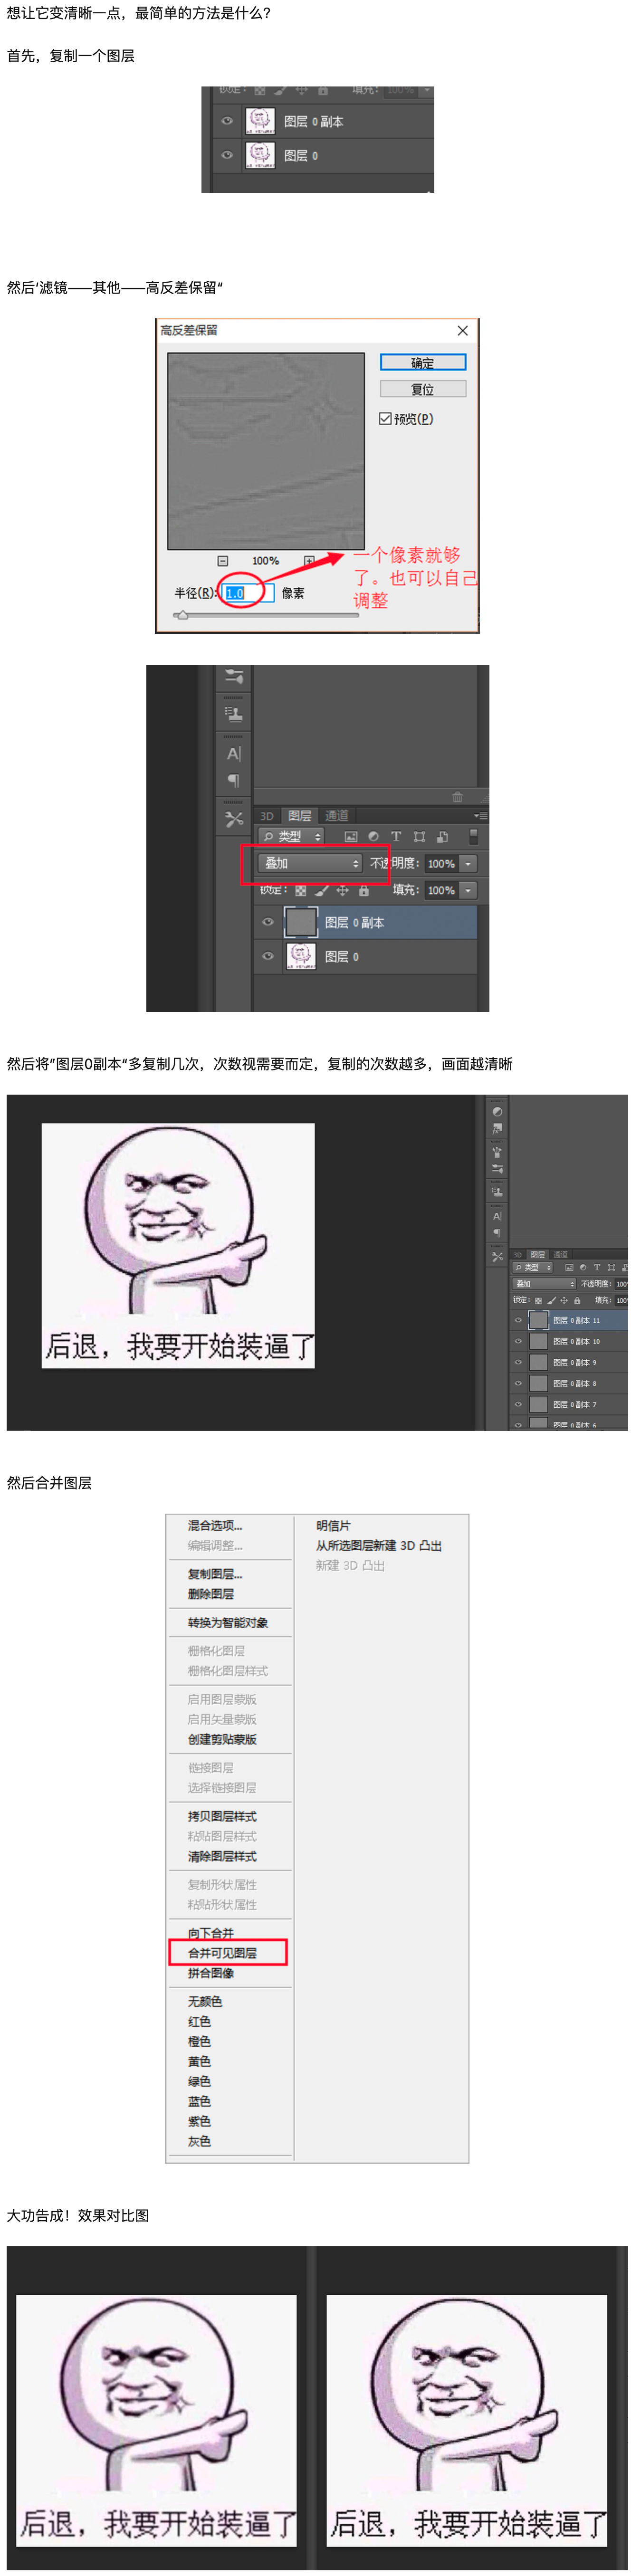 想让它变清晰一点，最简单的方法是什么?
首先，复制一个图层
锁定：
填充：
100%
图层 0 副本
图层 0
然后‘滤镜——其他——高反差保留“
高反差保留
确定
复位
预览(P)
100%
一个像素就够
了。也可以自己
调整
半径(R):
1.0
像素
3D 图层 通道
类型
叠加
不透明度： 100%
锁定：
填充： 100%
图层 0 副本
图层 0
然后将”图层0副本“多复制几次，次数视需要而定，复制的次数越多，画面越清晰
后退，我要开始装逼了
3D 图层 通道
类型
叠加
不透明度： 100
锁定：
填充： 100
图层 0 副本 11
图层 0 副本 10
图层 0 副本 9
图层 0 副本 8
图层 0 副本 7
图层 0 副本 6
然后合并图层
混合选项...
编辑调整...
复制图层...
删除图层
转换为智能对象
栅格化图层
栅格化图层样式
启用图层蒙版
启用矢量蒙版
创建剪贴蒙版
链接图层
选择链接图层
拷贝图层样式
粘贴图层样式
清除图层样式
复制形状属性
粘贴形状属性
向下合并
合并可见图层
拼合图像
无颜色
红色
橙色
黄色
绿色
蓝色
紫色
灰色
明信片
从所选图层新建 3D 凸出
新建 3D 凸出
大功告成！效果对比图
后退，我要开始装逼了
后退，我要开始装逼了